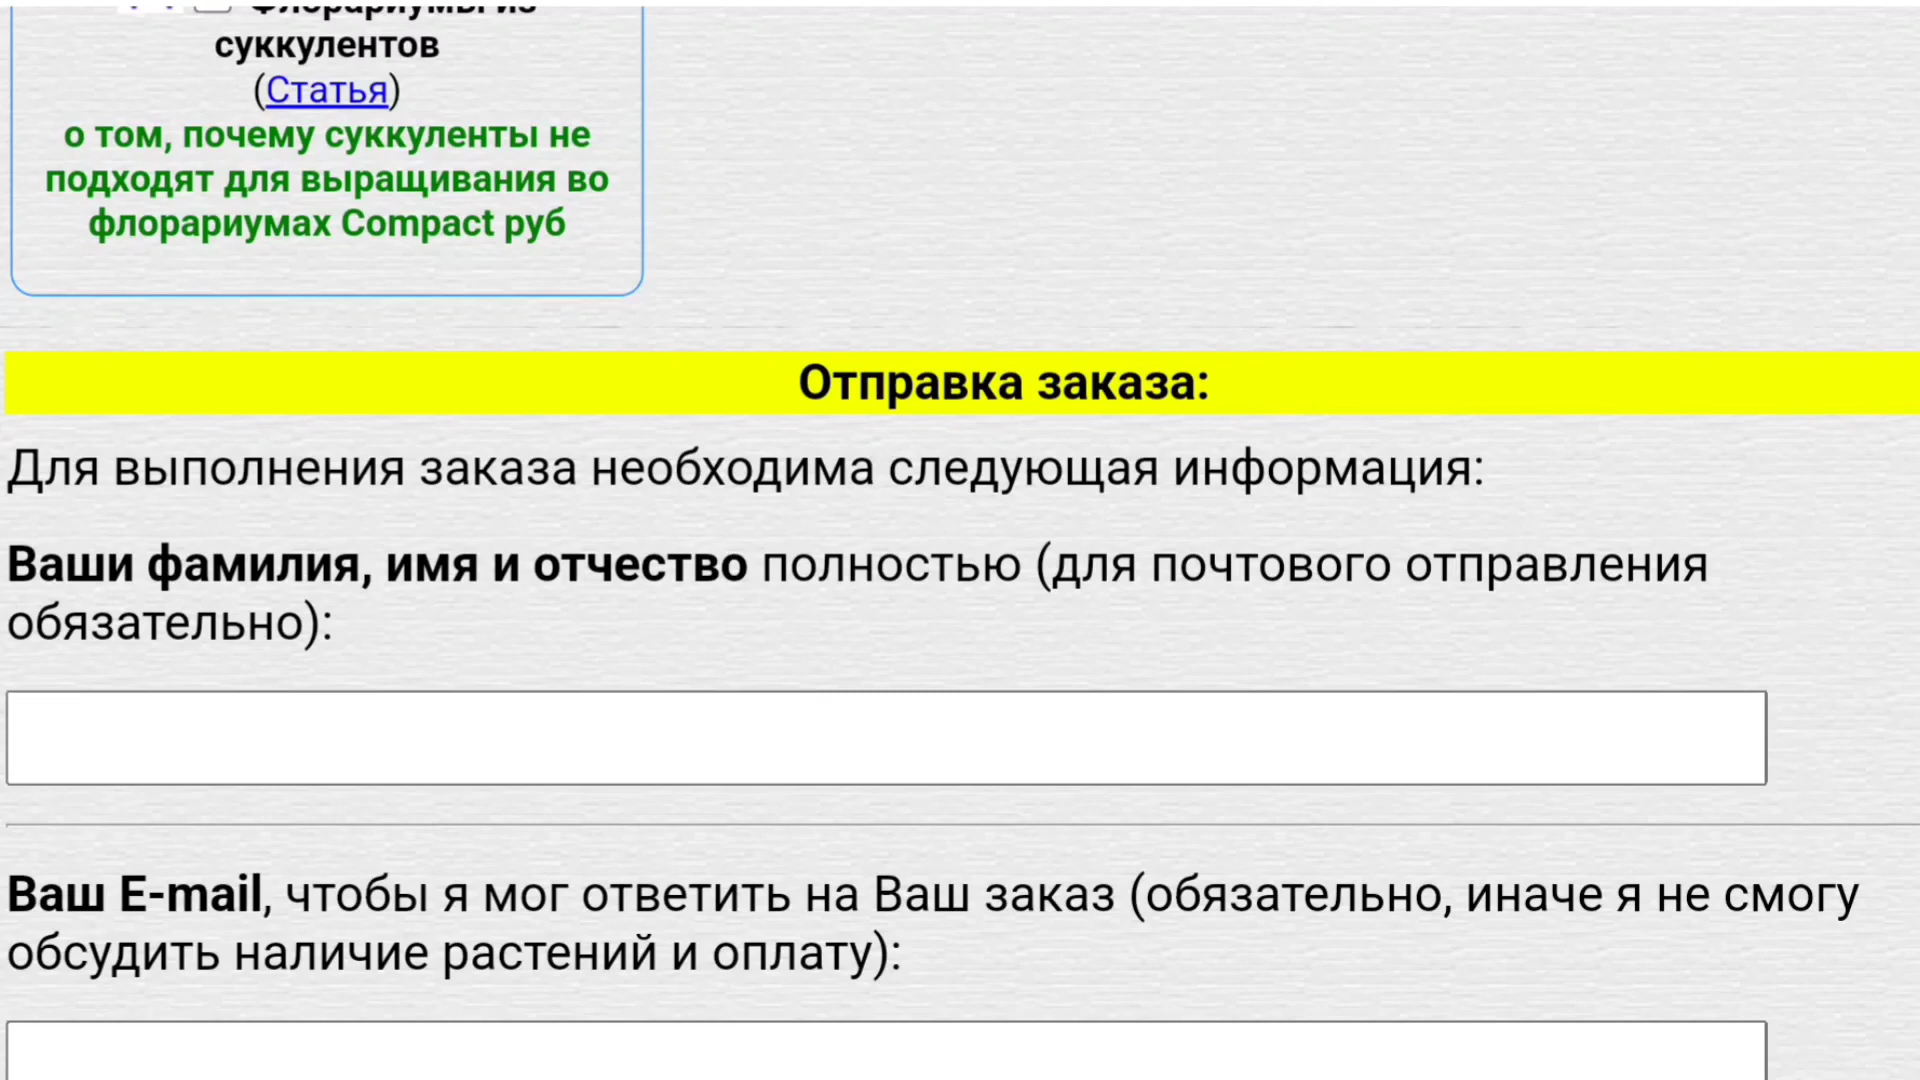 Флорариумы из
суккулентов
(Статья)
о том, почему суккуленты не
подходят для выращивания во
флорариумах Compact руб
Отправка заказа:
Для выполнения заказа необходима следующая информация:
Ваши фамилия, имя и отчество полностью (для почтового отправления
обязательно):
Ваш E-mail, чтобы я мог ответить на Ваш заказ (обязательно, иначе я не смогу
обсудить наличие растений и оплату):